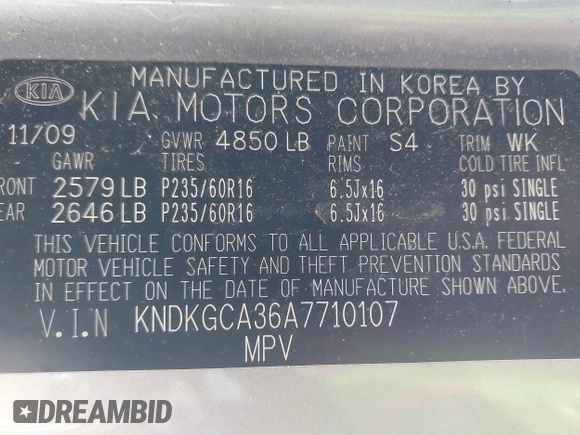 MANUFACTURED IN KOREA BY
KIA KIA MOTORS CORPORATION
11/09 GVWR 4850 LB PAINT S4 TRIM WK
GAWR TIRES RIMS COLD TIRE INFL
FRONT 2579 LB P235/60R16 6.5Jx16 30 psi SINGLE
EAR 2646 LB P235/60R16 6.5Jx16 30 psi SINGLE
THIS VEHICLE CONFORMS TO ALL APPLICABLE U.S.A. FEDERAL
MOTOR VEHICLE SAFETY AND THEFT PREVENTION STANDARDS
IN EFFECT ON THE DATE OF MANUFACTURE SHOWN ABOVE.
V.I.N KNDKGCA36A7710107
MPV
DREAMBID